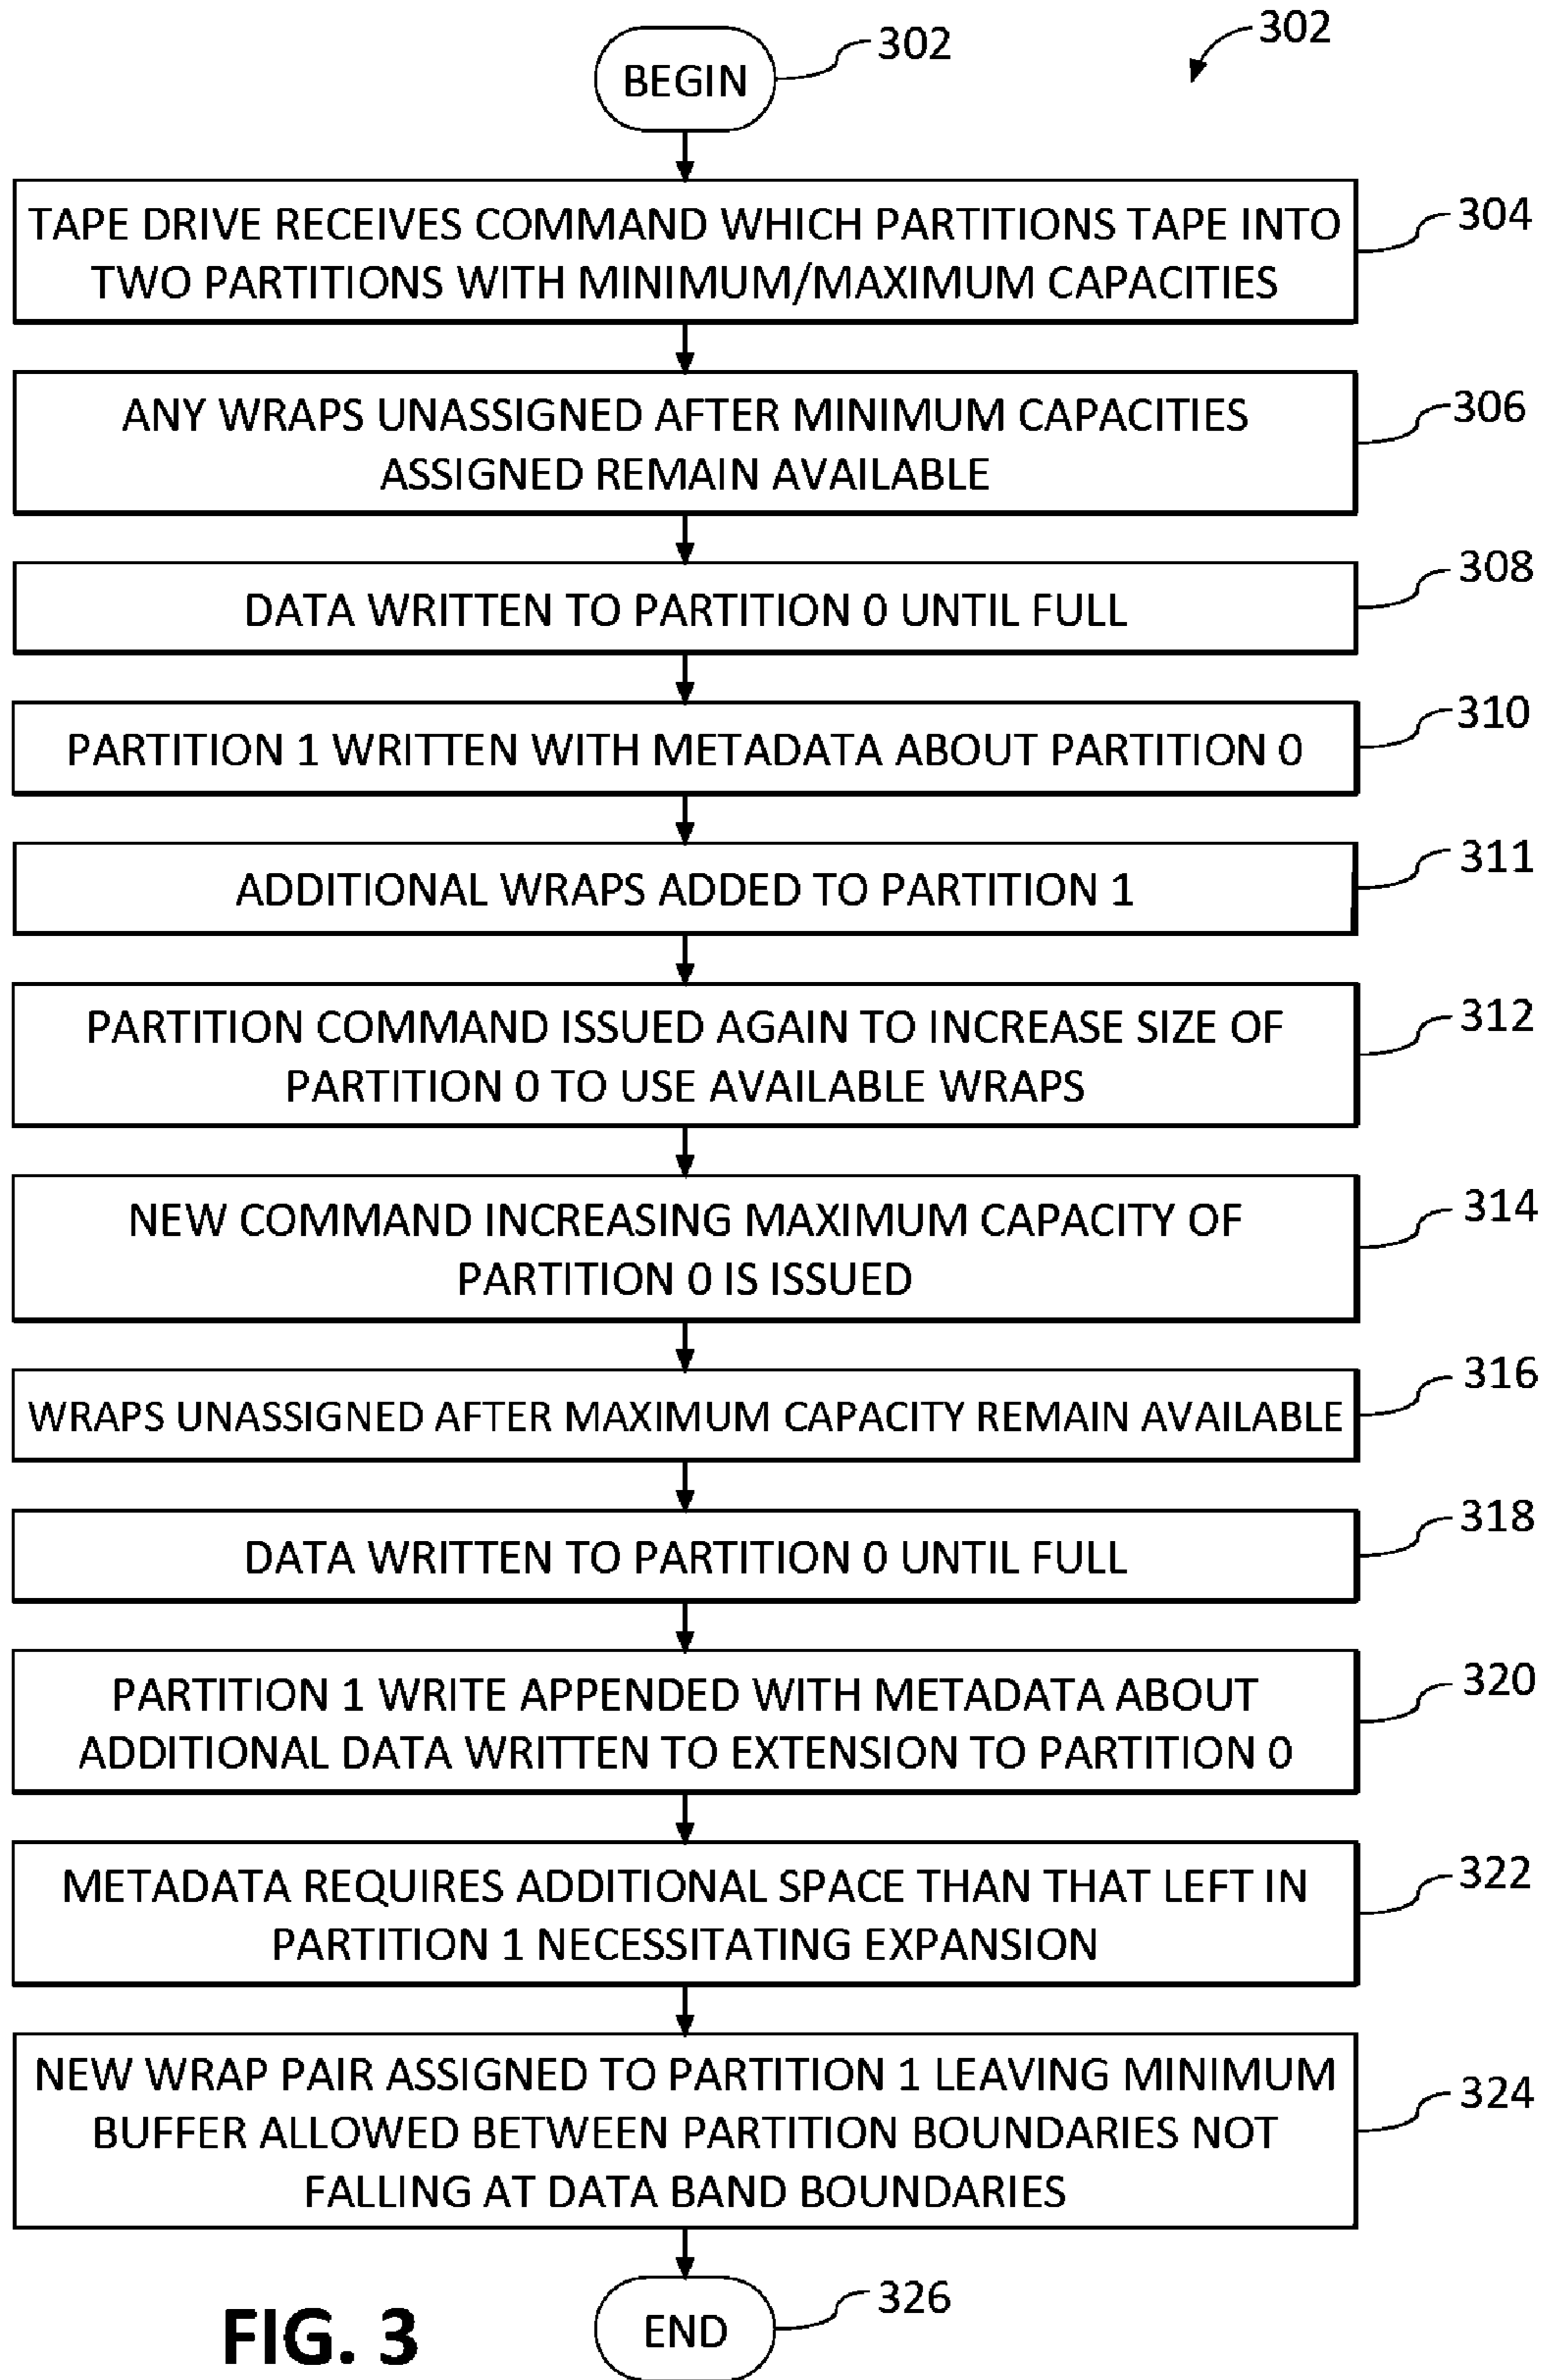 302
BEGIN
302
TAPE DRIVE RECEIVES COMMAND WHICH PARTITIONS TAPE INTO
TWO PARTITIONS WITH MINIMUM/MAXIMUM CAPACITIES
304
ANY WRAPS UNASSIGNED AFTER MINIMUM CAPACITIES
ASSIGNED REMAIN AVAILABLE
306
DATA WRITTEN TO PARTITION 0 UNTIL FULL
308
PARTITION 1 WRITTEN WITH METADATA ABOUT PARTITION 0
310
ADDITIONAL WRAPS ADDED TO PARTITION 1
311
PARTITION COMMAND ISSUED AGAIN TO INCREASE SIZE OF
PARTITION 0 TO USE AVAILABLE WRAPS
312
NEW COMMAND INCREASING MAXIMUM CAPACITY OF
PARTITION 0 IS ISSUED
314
WRAPS UNASSIGNED AFTER MAXIMUM CAPACITY REMAIN AVAILABLE
316
DATA WRITTEN TO PARTITION 0 UNTIL FULL
318
PARTITION 1 WRITE APPENDED WITH METADATA ABOUT
ADDITIONAL DATA WRITTEN TO EXTENSION TO PARTITION 0
320
METADATA REQUIRES ADDITIONAL SPACE THAN THAT LEFT IN
PARTITION 1 NECESSITATING EXPANSION
322
NEW WRAP PAIR ASSIGNED TO PARTITION 1 LEAVING MINIMUM
BUFFER ALLOWED BETWEEN PARTITION BOUNDARIES NOT
FALLING AT DATA BAND BOUNDARIES
324
END
326
FIG. 3